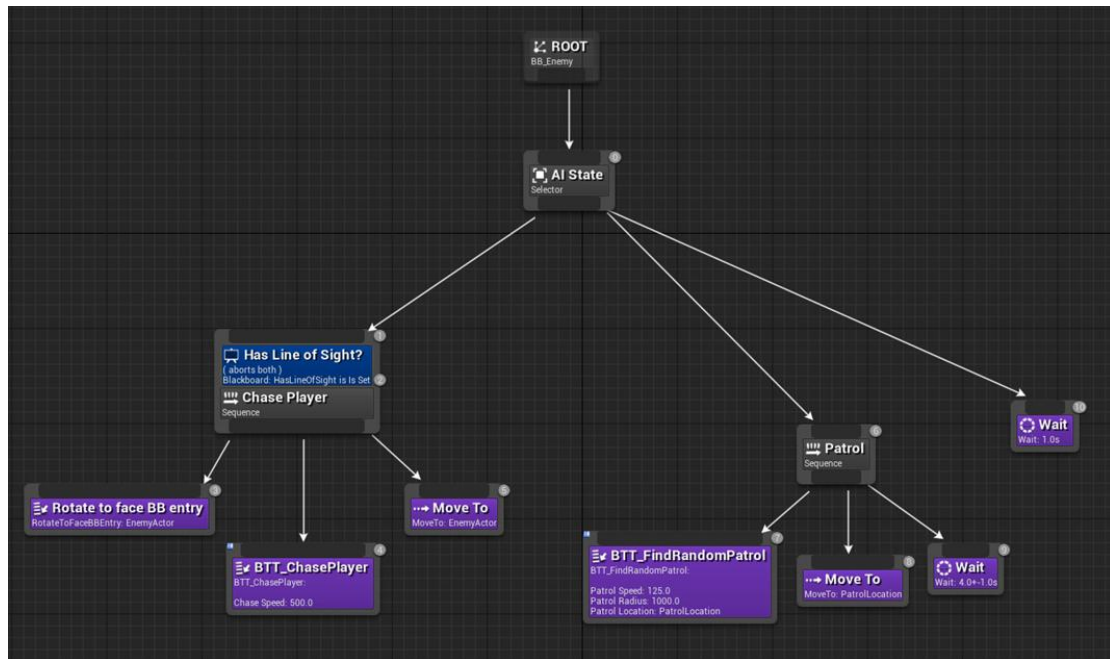 ROOT
BB_Enemy
0
AI State
Selector
1
Has Line of Sight?
( aborts both )
Blackboard: HasLineOfSight is Is Set
2
Chase Player
Sequence
3
Rotate to face BB entry
RotateToFaceBBEntry: EnemyActor
4
BTT_ChasePlayer
BTT_ChasePlayer:
Chase Speed: 500.0
5
Move To
MoveTo: EnemyActor
6
Patrol
Sequence
7
BTT_FindRandomPatrol
BTT_FindRandomPatrol:
Patrol Speed: 125.0
Patrol Radius: 1000.0
Patrol Location: PatrolLocation
8
Move To
MoveTo: PatrolLocation
9
Wait
Wait: 4.0+-1.0s
10
Wait
Wait: 1.0s